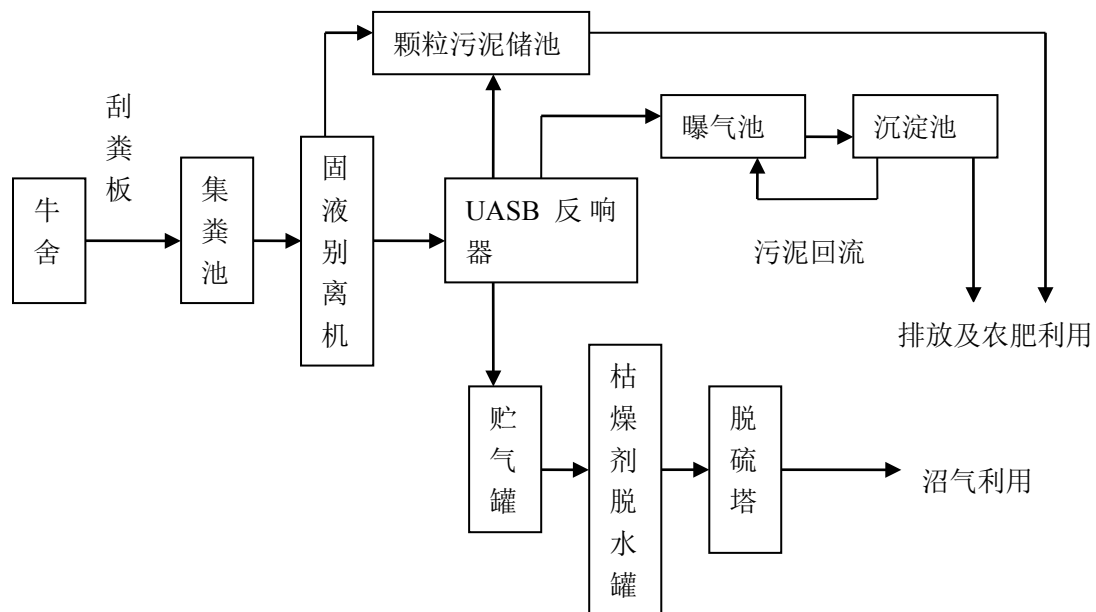 颗粒污泥储池
刮粪板
曝气池
沉淀池
牛舍
集粪池
固液别离机
UASB 反响
器
污泥回流
排放及农肥利用
贮气罐
枯燥剂脱水罐
脱硫塔
沼气利用